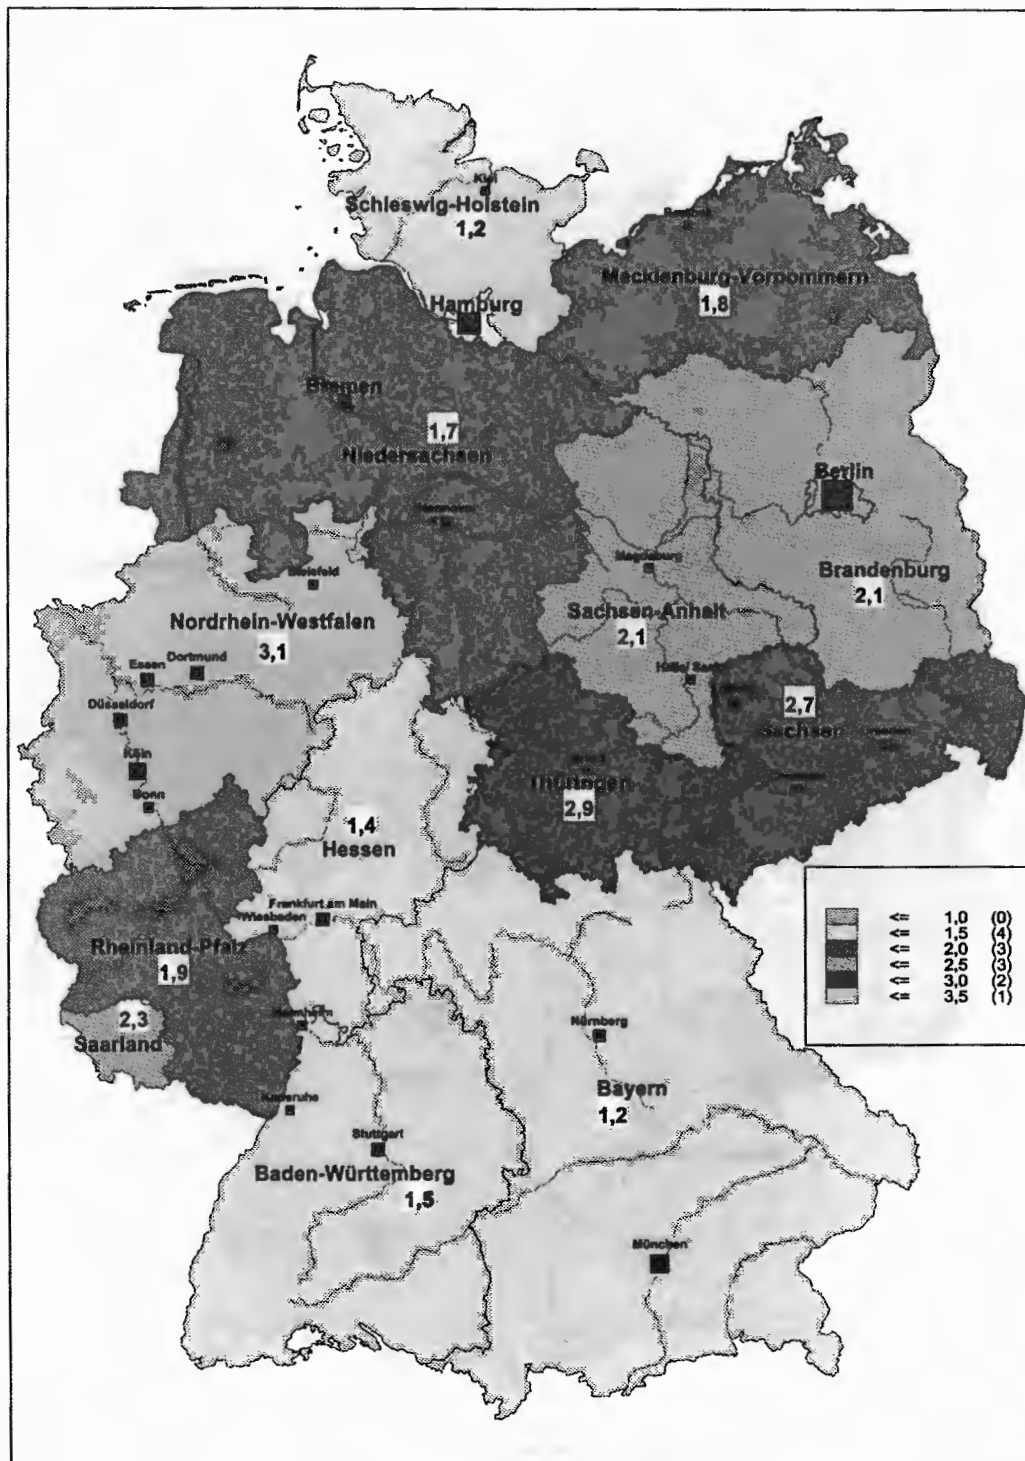 Kiel
Schleswig-Holstein
1,2
Mecklenburg-Vorpommern
1,8
Hamburg
Bremen
1,7
Niedersachsen
Berlin
Hannover
Magdeburg
Bielefeld
Brandenburg
2,1
Sachsen-Anhalt
2,1
Nordrhein-Westfalen
3,1
Essen
Dortmund
Düsseldorf
2,7
Sachsen
Köln
Thüringen
2,9
Bonn
1,4
Hessen
Frankfurt am Main
Wiesbaden
Rheinland-Pfalz
1,9
<= 1,0 (0)
<= 1,5 (4)
<= 2,0 (3)
<= 2,5 (3)
<= 3,0 (2)
<= 3,5 (1)
2,3
Saarland
Mannheim
Nürnberg
Bayern
1,2
Karlsruhe
Stuttgart
Baden-Württemberg
1,5
München